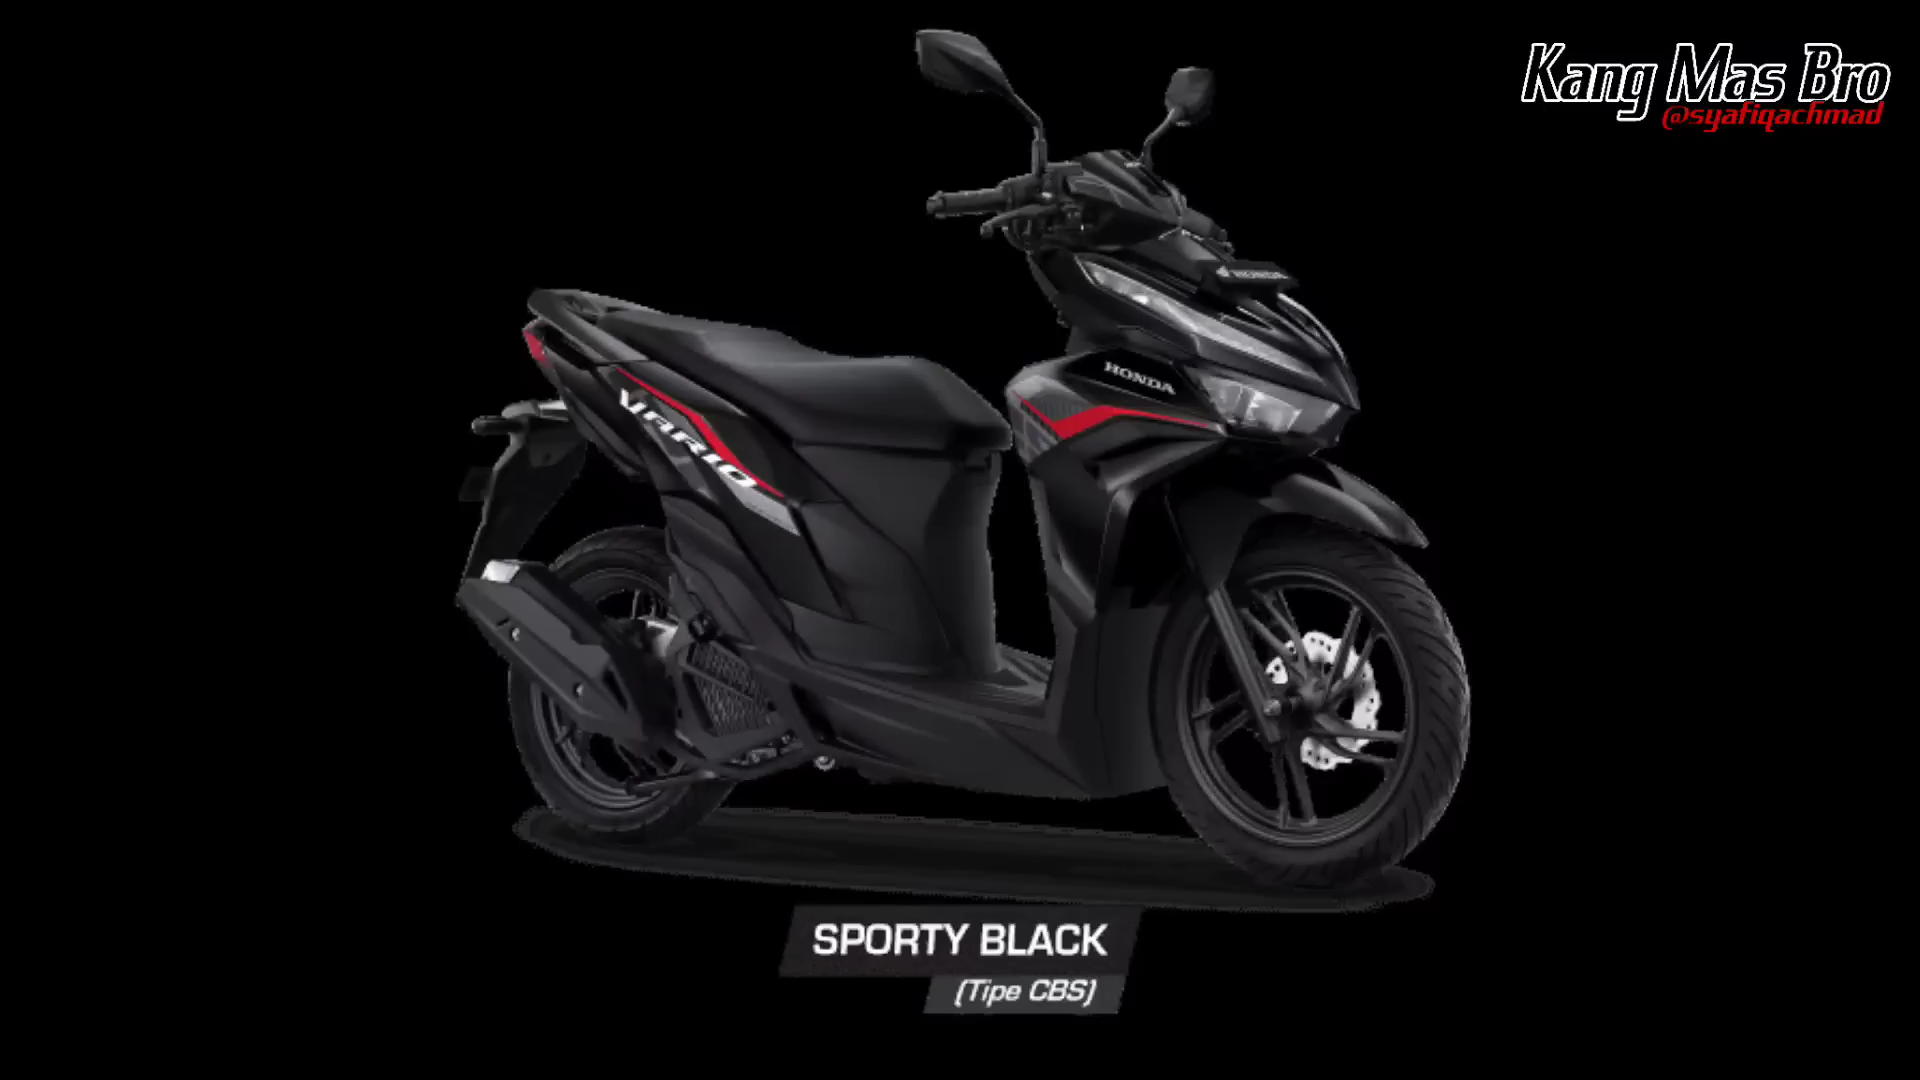 Kang Mas Bro
@syafiqachmad
HONDA
HONDA
VARIO
SPORTY BLACK
(Tipe CBS)